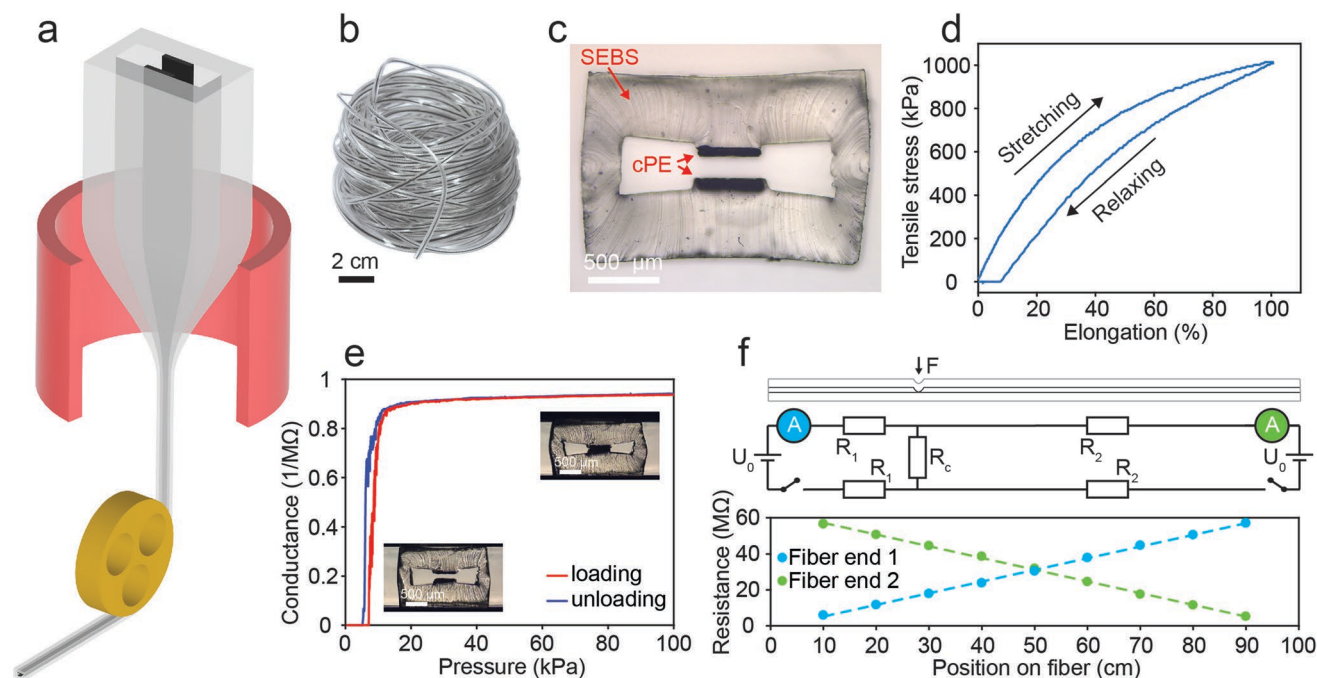 a
b
2 cm
c
SEBS
cPE
500 µm
d
Tensile stress (kPa)
1000
800
600
400
200
0
Stretching
Relaxing
0 20 40 60 80 100
Elongation (%)
e
Conductance (1/MΩ)
1
0.8
0.6
0.4
0.2
0
500 µm
500 µm
loading
unloading
0 20 40 60 80 100
Pressure (kPa)
f
F
A
A
U₀
R₁
R₁
R_c
R₂
R₂
U₀
Resistance (MΩ)
60
40
20
0
Fiber end 1
Fiber end 2
0 10 20 30 40 50 60 70 80 90 100
Position on fiber (cm)